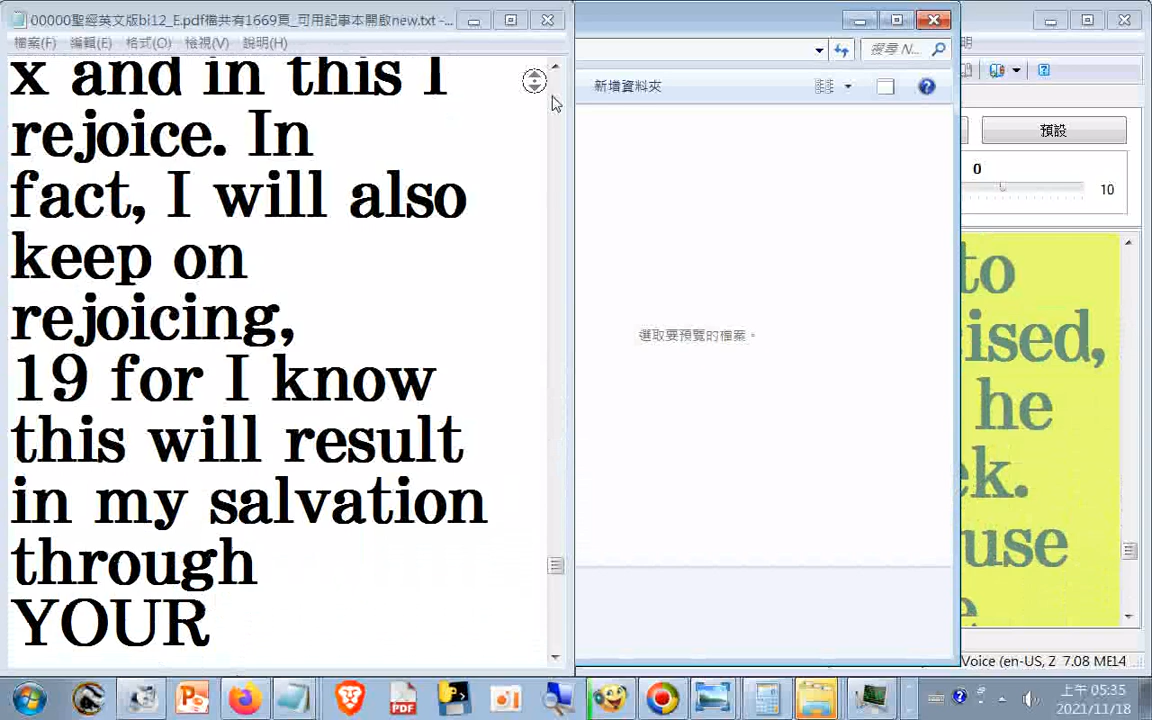 00000聖經英文版bi12_E.pdf檔共有1669頁_可用記事本開啟new.txt -...
檔案(F) 編輯(E) 格式(O) 檢視(V) 說明(H)
x and in this I
rejoice. In
fact, I will also
keep on
rejoicing,
19 for I know
this will result
in my salvation
through
YOUR
搜尋 N...
新增資料夾
選取要預覽的檔案。
明
預設
0
10
to
ised,
he
ek.
use
Voice (en-US, Z 7.08 ME14
上午 05:35
2021/11/18
PDF